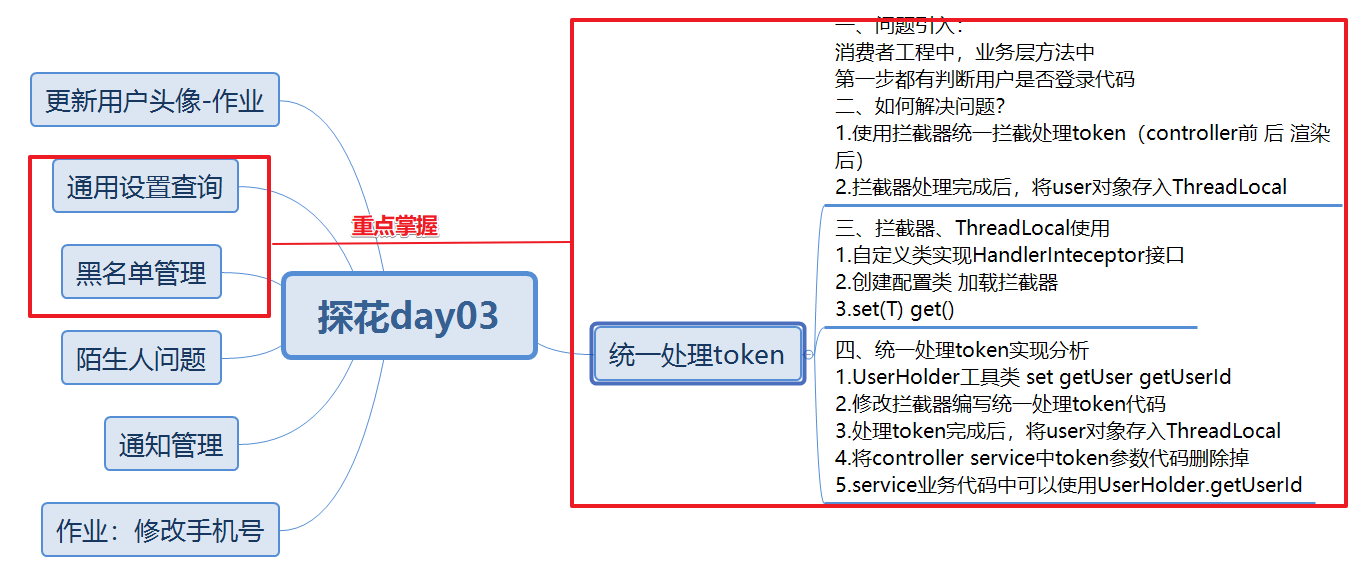 更新用户头像-作业
通用设置查询
黑名单管理
陌生人问题
通知管理
作业：修改手机号
重点掌握
探花day03
统一处理token
一、问题引入：
消费者工程中，业务层方法中
第一步都有判断用户是否登录代码
二、如何解决问题?
1.使用拦截器统一拦截处理token（controller前 后 渲染
后）
2.拦截器处理完成后，将user对象存入ThreadLocal
三、拦截器、ThreadLocal使用
1.自定义类实现HandlerInteceptor接口
2.创建配置类 加载拦截器
3.set(T) get()
四、统一处理token实现分析
1.UserHolder工具类 set getUser getUserId
2.修改拦截器编写统一处理token代码
3.处理token完成后，将user对象存入ThreadLocal
4.将controller service中token参数代码删除掉
5.service业务代码中可以使用UserHolder.getUserId